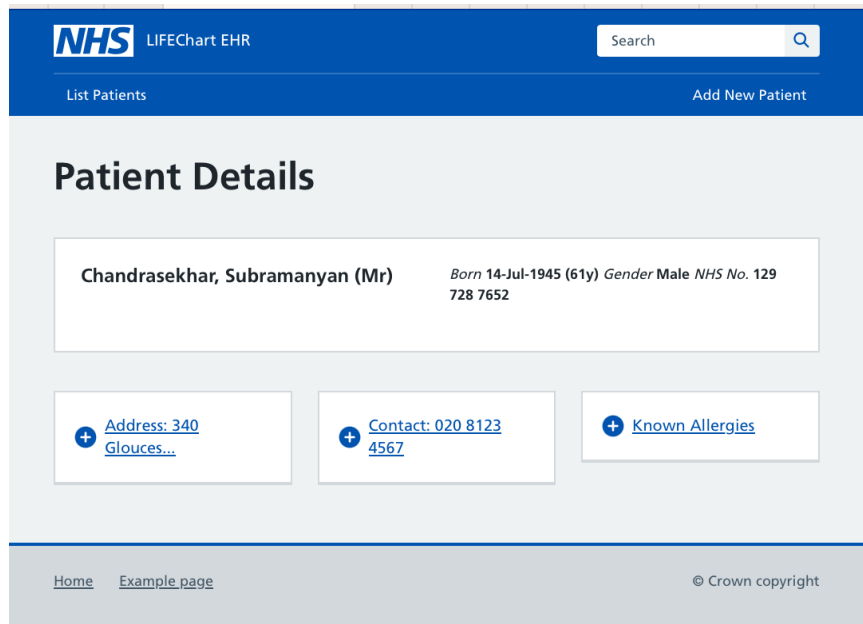 NHS LIFEChart EHR Search
List Patients Add New Patient
Patient Details
Chandrasekhar, Subramanyan (Mr)
Born 14-Jul-1945 (61y) Gender Male NHS No. 129
728 7652
Address: 340
Glouces...
Contact: 020 8123
4567
Known Allergies
Home Example page © Crown copyright